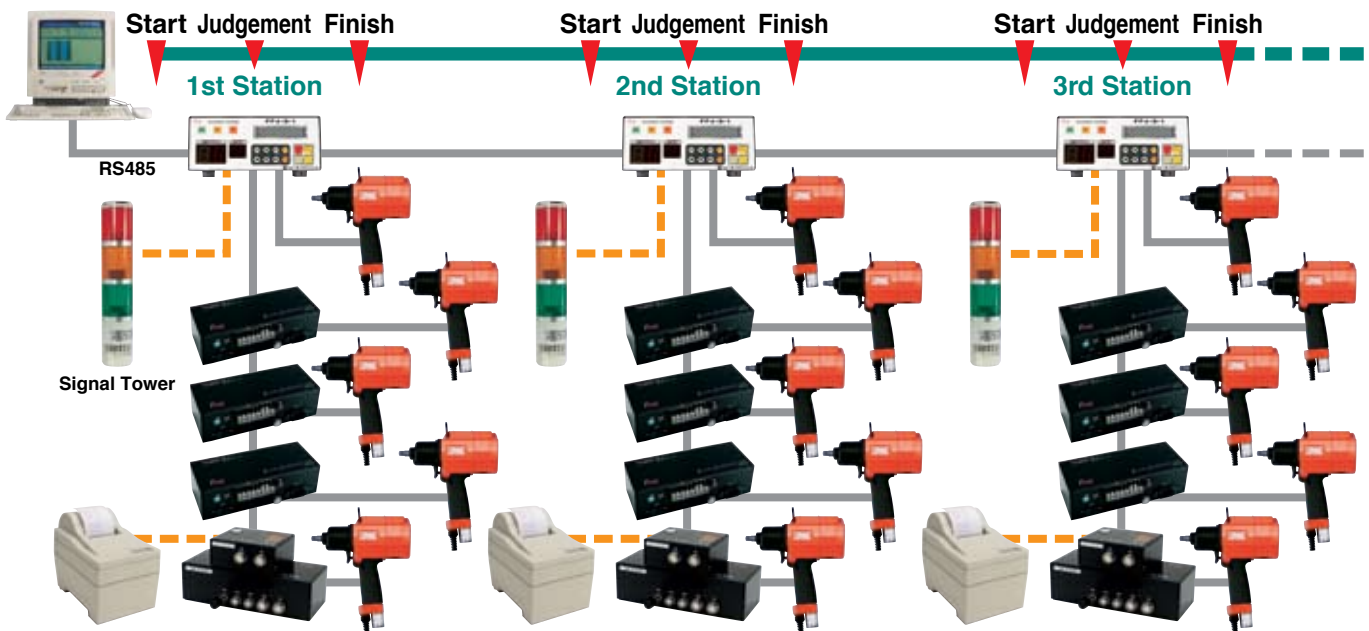 Start Judgement Finish
Start Judgement Finish
Start Judgement Finish
1st Station
2nd Station
3rd Station
RS485
Signal Tower